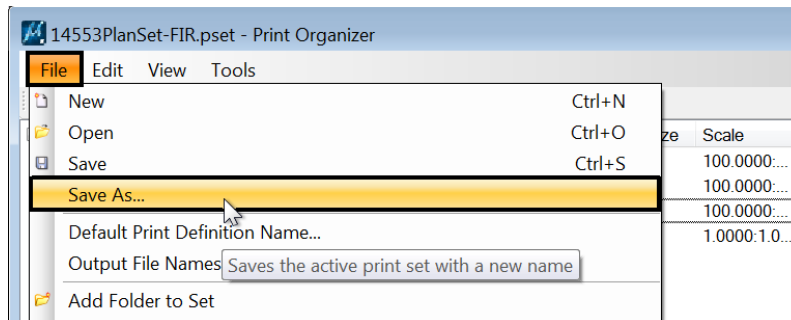 14553PlanSet-FIR.pset - Print Organizer
File Edit View Tools
New Ctrl+N
Open Ctrl+O
ze Scale
Save Ctrl+S
100.0000:...
Save As...
100.0000:...
100.0000:...
Default Print Definition Name...
1.0000:1.0...
Output File Names
Saves the active print set with a new name
Add Folder to Set